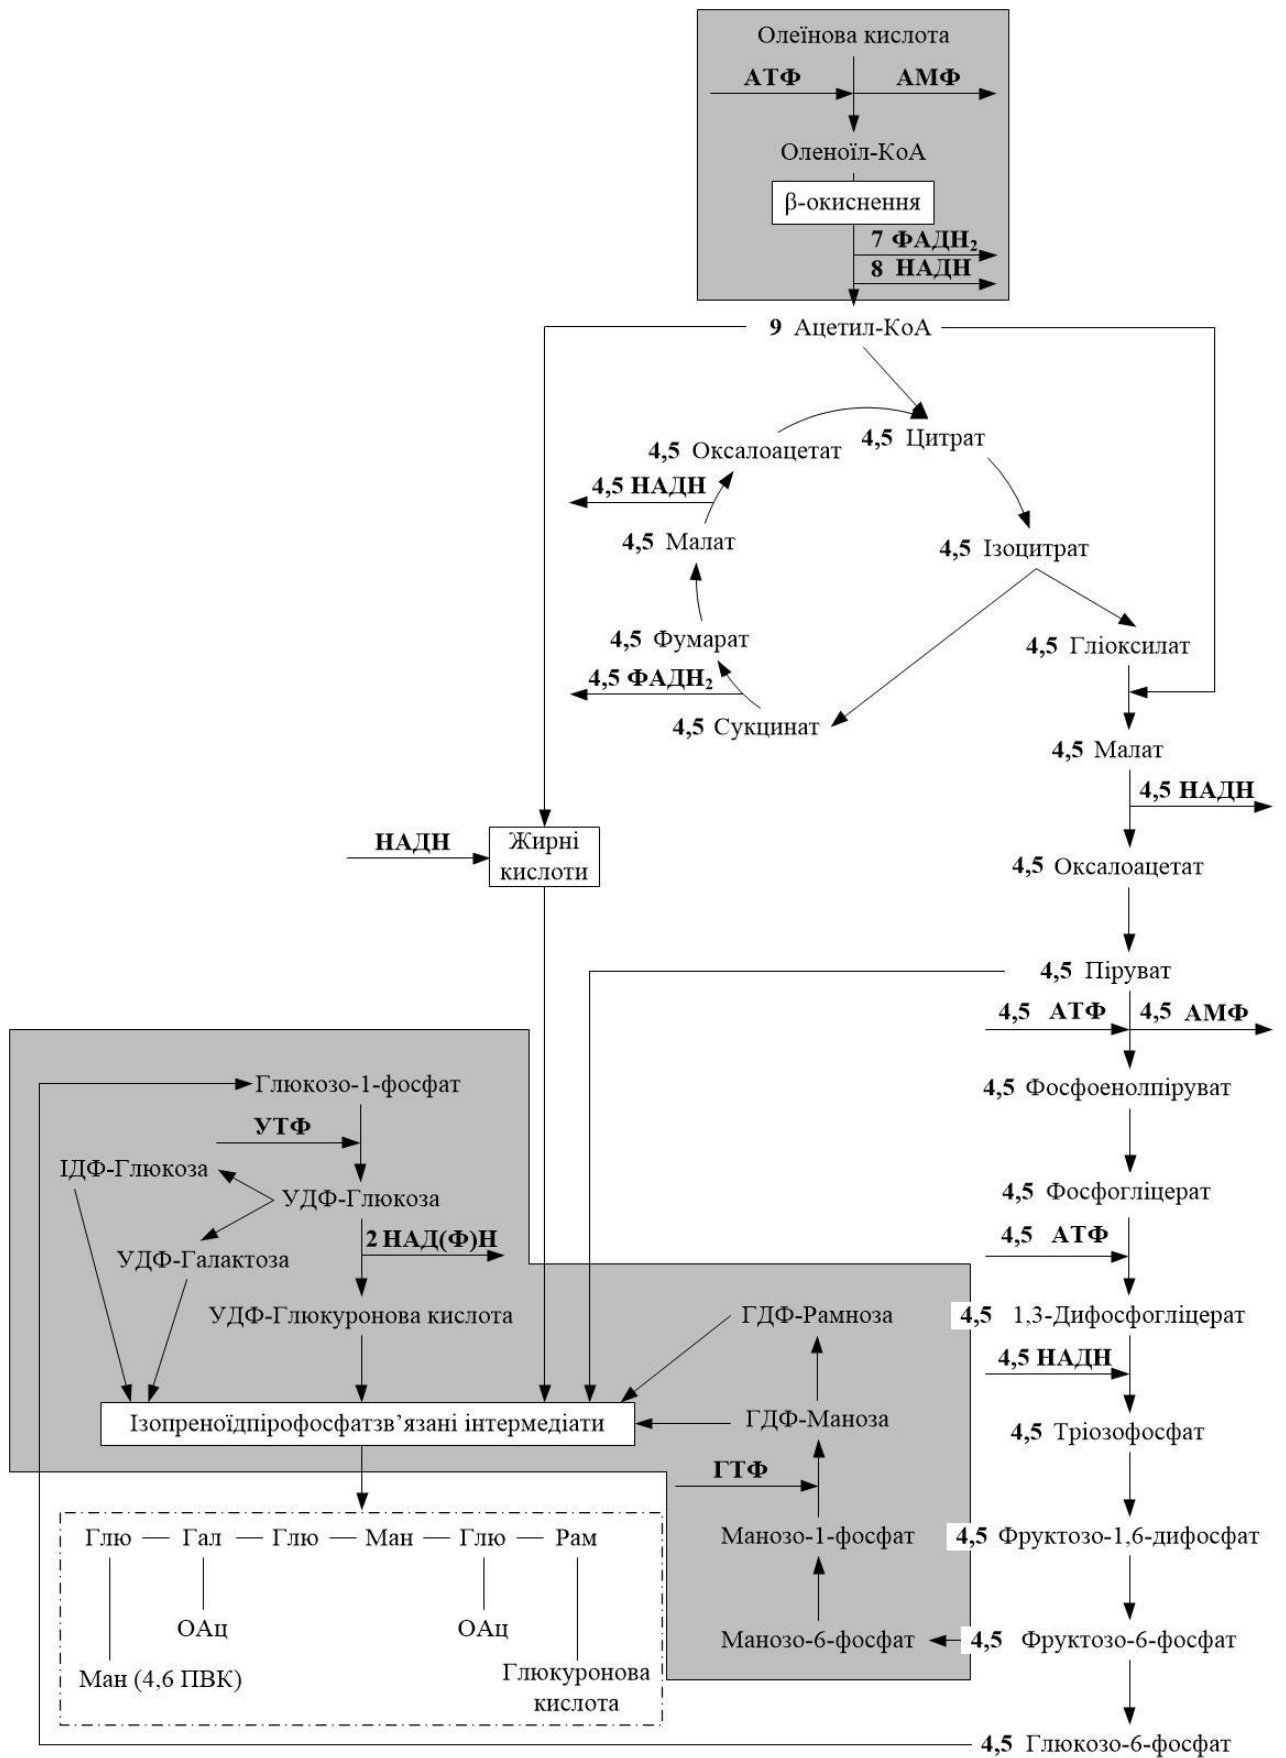 Олеїнова кислота
АТФ
АМФ
Оленоїл-КоА
β-окиснення
7 ФАДН₂
8 НАДН
9 Ацетил-КоА
4,5 Оксалоацетат
4,5 Цитрат
4,5 НАДН
4,5 Малат
4,5 Ізоцитрат
4,5 Фумарат
4,5 Гліоксилат
4,5 ФАДН₂
4,5 Сукцинат
4,5 Малат
4,5 НАДН
НАДН
Жирні
кислоти
4,5 Оксалоацетат
4,5 Піруват
4,5 АТФ
4,5 АМФ
Глюкозо-1-фосфат
4,5 Фосфоенолпіруват
УТФ
ІДФ-Глюкоза
УДФ-Глюкоза
4,5 Фосфогліцерат
2 НАД(Ф)Н
4,5 АТФ
УДФ-Галактоза
УДФ-Глюкуронова кислота
ГДФ-Рамноза
4,5 1,3-Дифосфогліцерат
4,5 НАДН
Ізопреноїдпірофосфатзв’язані інтермедіати
ГДФ-Маноза
4,5 Тріозофосфат
ГТФ
Глю — Гал — Глю — Ман — Глю — Рам
Манозо-1-фосфат
4,5 Фруктозо-1,6-дифосфат
ОАц
ОАц
Манозо-6-фосфат
4,5 Фруктозо-6-фосфат
Ман (4,6 ПВК)
Глюкуронова
кислота
4,5 Глюкозо-6-фосфат